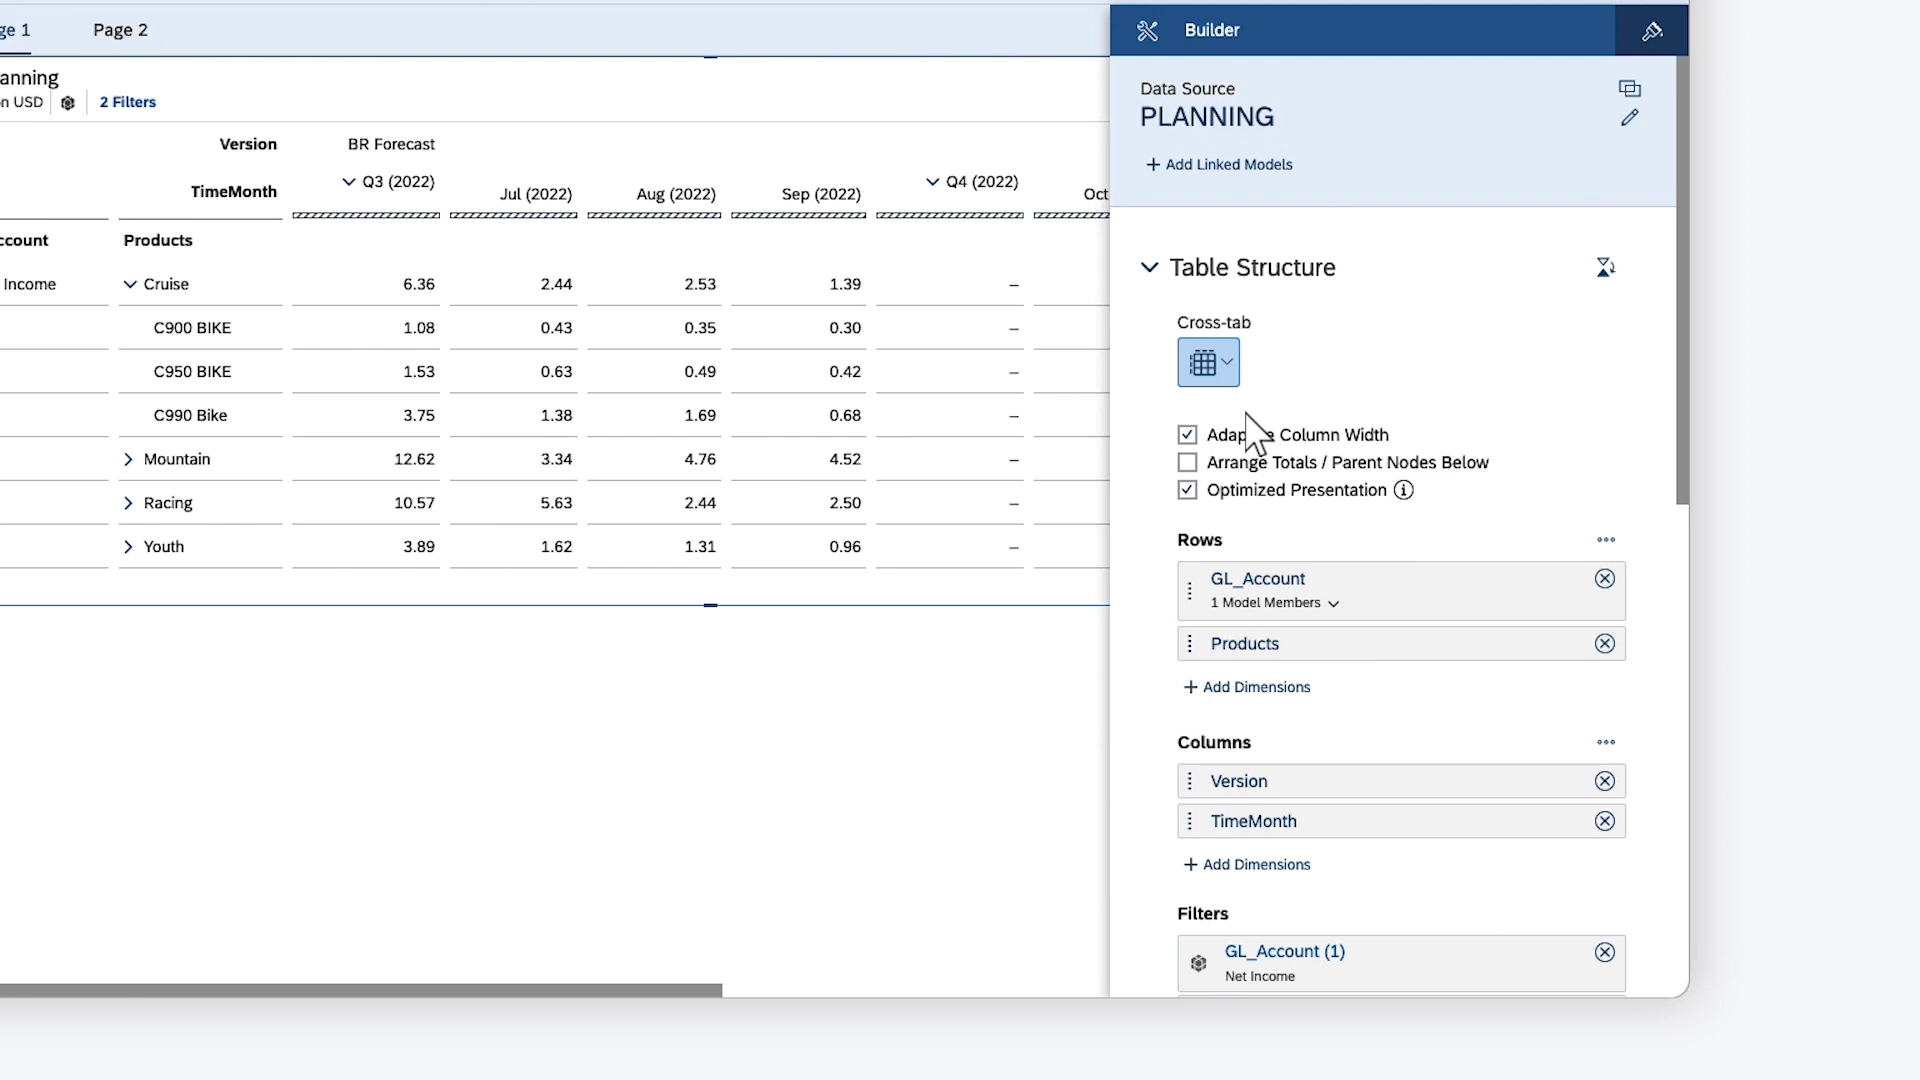 ge 1
Page 2
anning
n USD
2 Filters
Version
BR Forecast
TimeMonth
Q3 (2022)
Jul (2022)
Aug (2022)
Sep (2022)
Q4 (2022)
Oct
ccount
Products
Income
Cruise
6.36
2.44
2.53
1.39
–
C900 BIKE
1.08
0.43
0.35
0.30
–
C950 BIKE
1.53
0.63
0.49
0.42
–
C990 Bike
3.75
1.38
1.69
0.68
–
Mountain
12.62
3.34
4.76
4.52
–
Racing
10.57
5.63
2.44
2.50
–
Youth
3.89
1.62
1.31
0.96
–
Builder
Data Source
PLANNING
+ Add Linked Models
Table Structure
Cross-tab
Adap e Column Width
Arrange Totals / Parent Nodes Below
Optimized Presentation
Rows
GL_Account
1 Model Members
Products
+ Add Dimensions
Columns
Version
TimeMonth
+ Add Dimensions
Filters
GL_Account (1)
Net Income